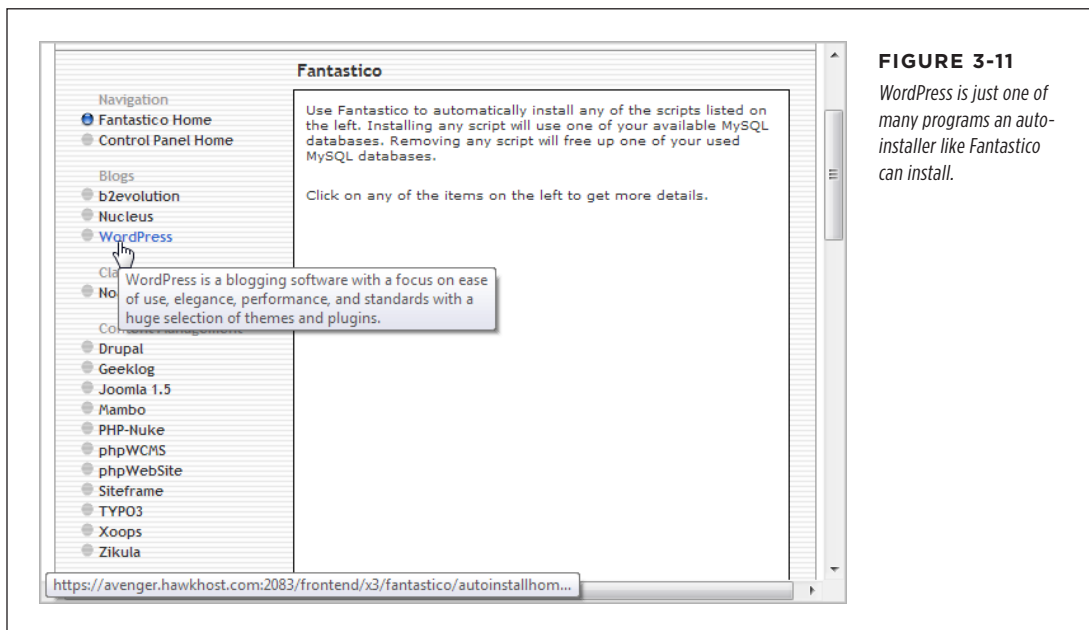 Fantastico
Navigation
Fantastico Home
Control Panel Home
Blogs
b2evolution
Nucleus
WordPress
Cla
No
Content Management
Drupal
Geeklog
Joomla 1.5
Mambo
PHP-Nuke
phpWCMS
phpWebSite
Siteframe
TYPO3
Xoops
Zikula
Use Fantastico to automatically install any of the scripts listed on
the left. Installing any script will use one of your available MySQL
databases. Removing any script will free up one of your used
MySQL databases.
Click on any of the items on the left to get more details.
WordPress is a blogging software with a focus on ease
of use, elegance, performance, and standards with a
huge selection of themes and plugins.
https://avenger.hawkhost.com:2083/frontend/x3/fantastico/autoinstallhom...
FIGURE 3-11
WordPress is just one of
many programs an auto-
installer like Fantastico
can install.